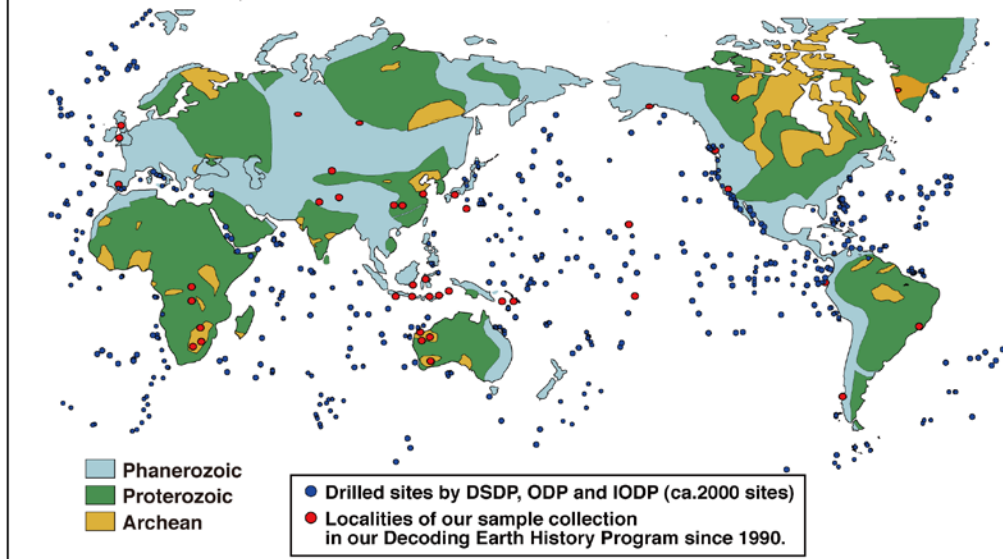 Phanerozoic
Proterozoic
Archean
Drilled sites by DSDP, ODP and IODP (ca.2000 sites)
Localities of our sample collection
in our Decoding Earth History Program since 1990.